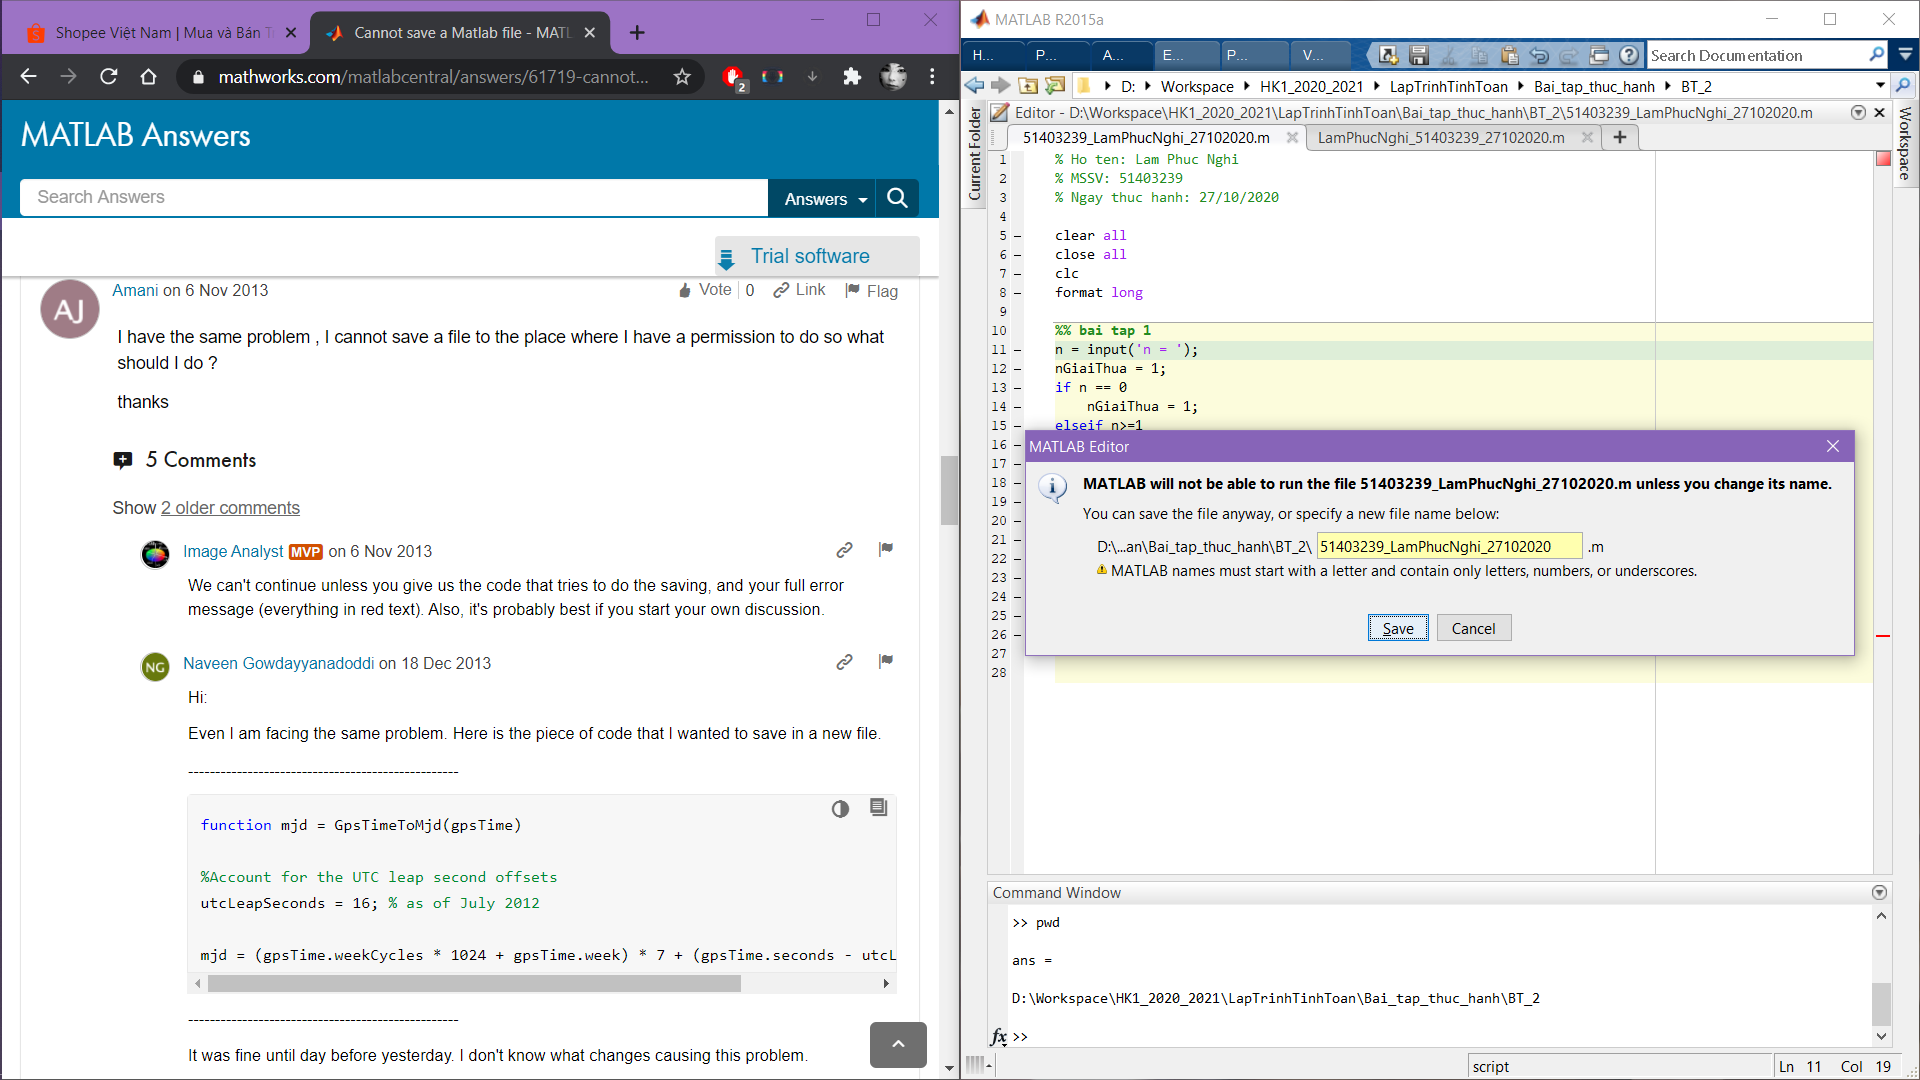 Shopee Việt Nam | Mua và Bán T
Cannot save a Matlab file - MATL
mathworks.com/matlabcentral/answers/61719-cannot...
2
MATLAB Answers
Search Answers
Answers
Trial software
AJ
Amani on 6 Nov 2013
Vote 0 Link Flag
I have the same problem , I cannot save a file to the place where I have a permission to do so what
should I do ?
thanks
5 Comments
Show 2 older comments
Image Analyst MVP on 6 Nov 2013
We can't continue unless you give us the code that tries to do the saving, and your full error
message (everything in red text). Also, it's probably best if you start your own discussion.
NG
Naveen Gowdayyanadoddi on 18 Dec 2013
Hi:
Even I am facing the same problem. Here is the piece of code that I wanted to save in a new file.
--------------------------------------------------
function mjd = GpsTimeToMjd(gpsTime)
%Account for the UTC leap second offsets
utcLeapSeconds = 16; % as of July 2012
mjd = (gpsTime.weekCycles * 1024 + gpsTime.week) * 7 + (gpsTime.seconds - utcL
--------------------------------------------------
It was fine until day before yesterday. I don't know what changes causing this problem.
MATLAB R2015a
H... P... A... E... P... V...
Search Documentation
D: Workspace HK1_2020_2021 LapTrinhTinhToan Bai_tap_thuc_hanh BT_2
Current Folder
Workspace
Editor - D:\Workspace\HK1_2020_2021\LapTrinhTinhToan\Bai_tap_thuc_hanh\BT_2\51403239_LamPhucNghi_27102020.m
51403239_LamPhucNghi_27102020.m
LamPhucNghi_51403239_27102020.m
1 % Ho ten: Lam Phuc Nghi
2 % MSSV: 51403239
3 % Ngay thuc hanh: 27/10/2020
4
5 – clear all
6 – close all
7 – clc
8 – format long
9
10 %% bai tap 1
11 – n = input('n = ');
12 – nGiaiThua = 1;
13 – if n == 0
14 – nGiaiThua = 1;
15 – elseif n>=1
16 –
17 –
18 –
19 –
20 –
21 –
22 –
23 –
24 –
25 –
26 –
27
28
MATLAB Editor
MATLAB will not be able to run the file 51403239_LamPhucNghi_27102020.m unless you change its name.
You can save the file anyway, or specify a new file name below:
D:\...an\Bai_tap_thuc_hanh\BT_2\ 51403239_LamPhucNghi_27102020 .m
MATLAB names must start with a letter and contain only letters, numbers, or underscores.
Save
Cancel
Command Window
>> pwd
ans =
D:\Workspace\HK1_2020_2021\LapTrinhTinhToan\Bai_tap_thuc_hanh\BT_2
fx >>
script
Ln 11 Col 19